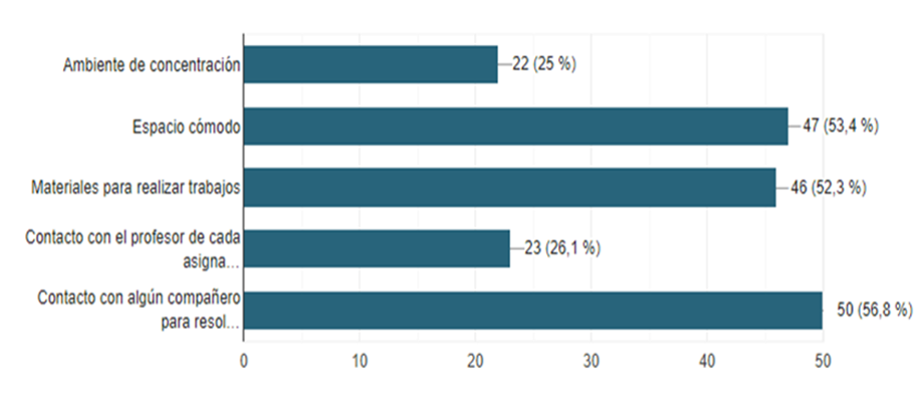 Ambiente de concentración
22 (25 %)
Espacio cómodo
47 (53,4 %)
Materiales para realizar trabajos
46 (52,3 %)
Contacto con el profesor de cada
asigna…
23 (26,1 %)
Contacto con algún compañero
para resol…
50 (56,8 %)
0 10 20 30 40 50